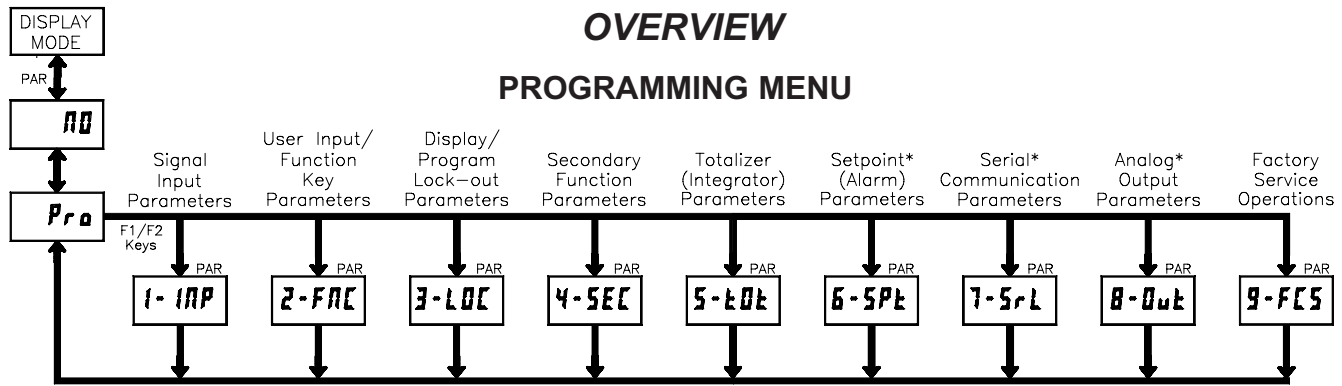 DISPLAY
MODE
OVERVIEW
PAR
PROGRAMMING MENU
NO
Signal
Input
Parameters
User Input/
Function
Key
Parameters
Display/
Program
Lock-out
Parameters
Secondary
Function
Parameters
Totalizer
(Integrator)
Parameters
Setpoint*
(Alarm)
Parameters
Serial*
Communication
Parameters
Analog*
Output
Parameters
Factory
Service
Operations
Pro
F1/F2
Keys
PAR
PAR
PAR
PAR
PAR
PAR
PAR
PAR
PAR
1-INP
2-FNC
3-LOC
4-SEC
5-tOt
6-SPt
7-SrL
8-Out
9-FCS